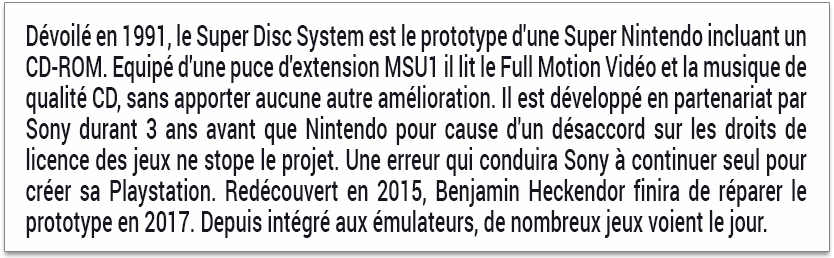 Dévoilé en 1991, le Super Disc System est le prototype d'une Super Nintendo incluant un
CD-ROM. Equipé d'une puce d'extension MSU1 il lit le Full Motion Vidéo et la musique de
qualité CD, sans apporter aucune autre amélioration. Il est développé en partenariat par
Sony durant 3 ans avant que Nintendo pour cause d'un désaccord sur les droits de
licence des jeux ne stope le projet. Une erreur qui conduira Sony à continuer seul pour
créer sa Playstation. Redécouvert en 2015, Benjamin Heckendor finira de réparer le
prototype en 2017. Depuis intégré aux émulateurs, de nombreux jeux voient le jour.